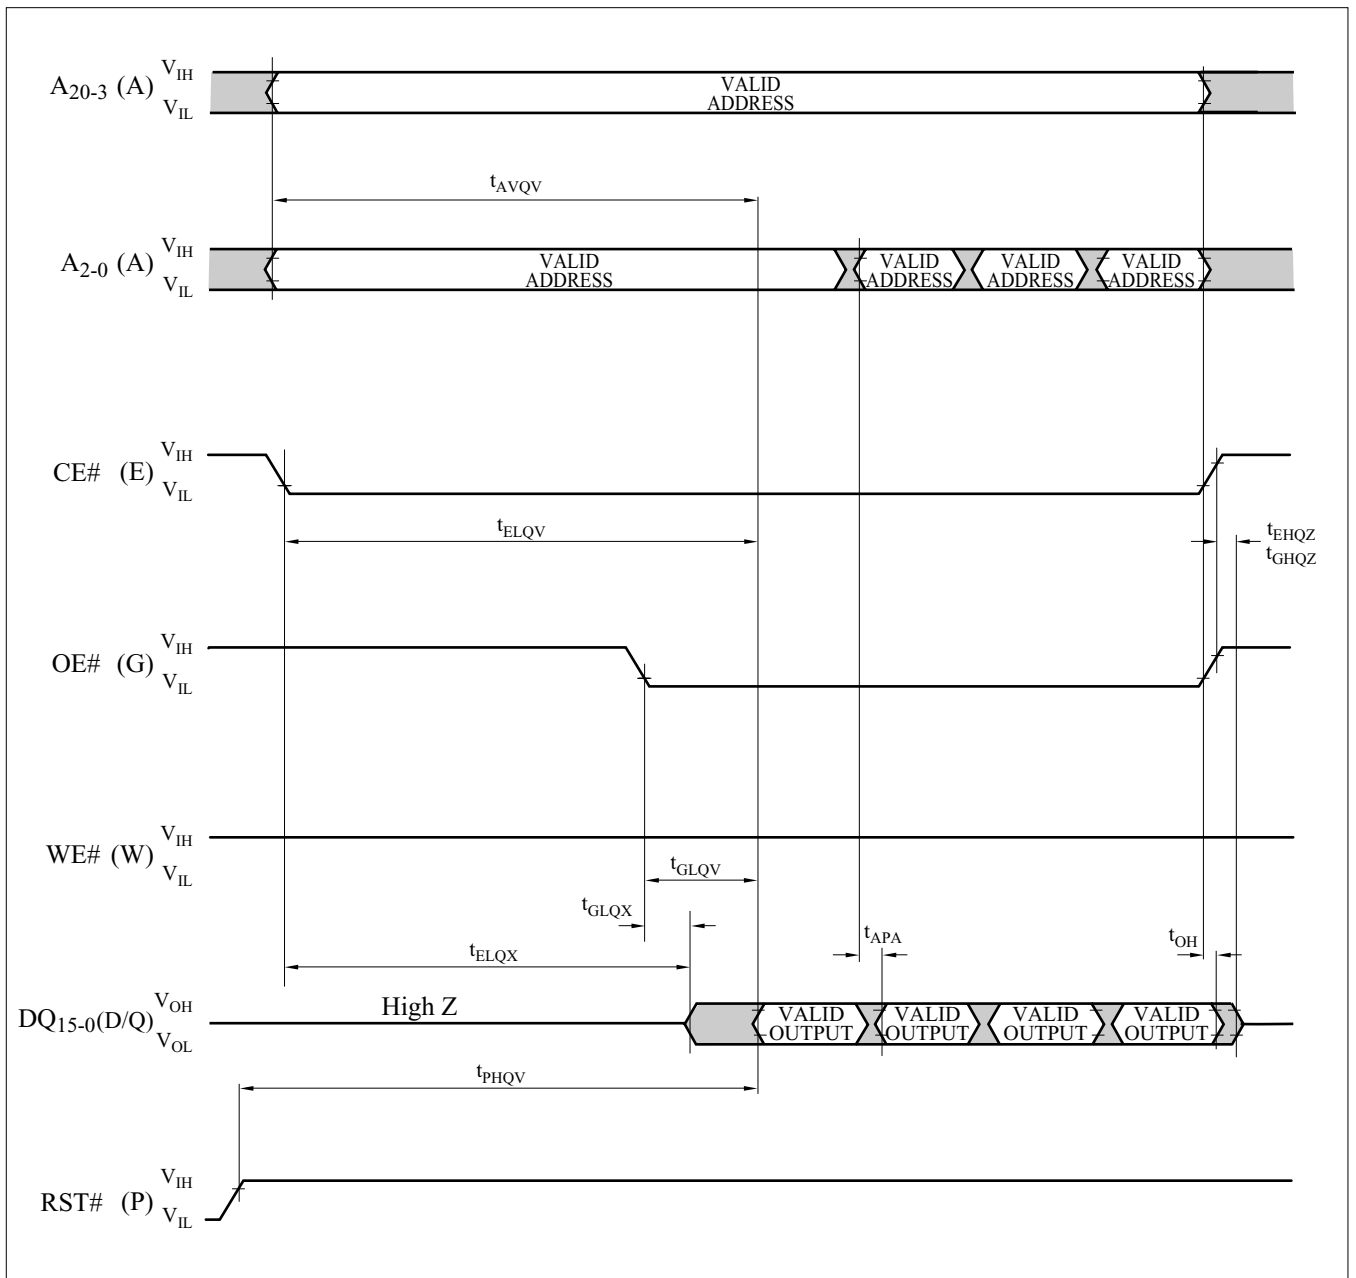 A20-3 (A) VIH
VIL
VALID
ADDRESS
tAVQV
A2-0 (A) VIH
VIL
VALID
ADDRESS
VALID
ADDRESS
VALID
ADDRESS
VALID
ADDRESS
CE# (E) VIH
VIL
tELQV
tEHQZ
tGHQZ
OE# (G) VIH
VIL
WE# (W) VIH
VIL
tGLQV
tGLQX
tELQX
tAPA
tOH
DQ15-0(D/Q) VOH
VOL
High Z
VALID
OUTPUT
VALID
OUTPUT
VALID
OUTPUT
VALID
OUTPUT
tPHQV
RST# (P) VIH
VIL